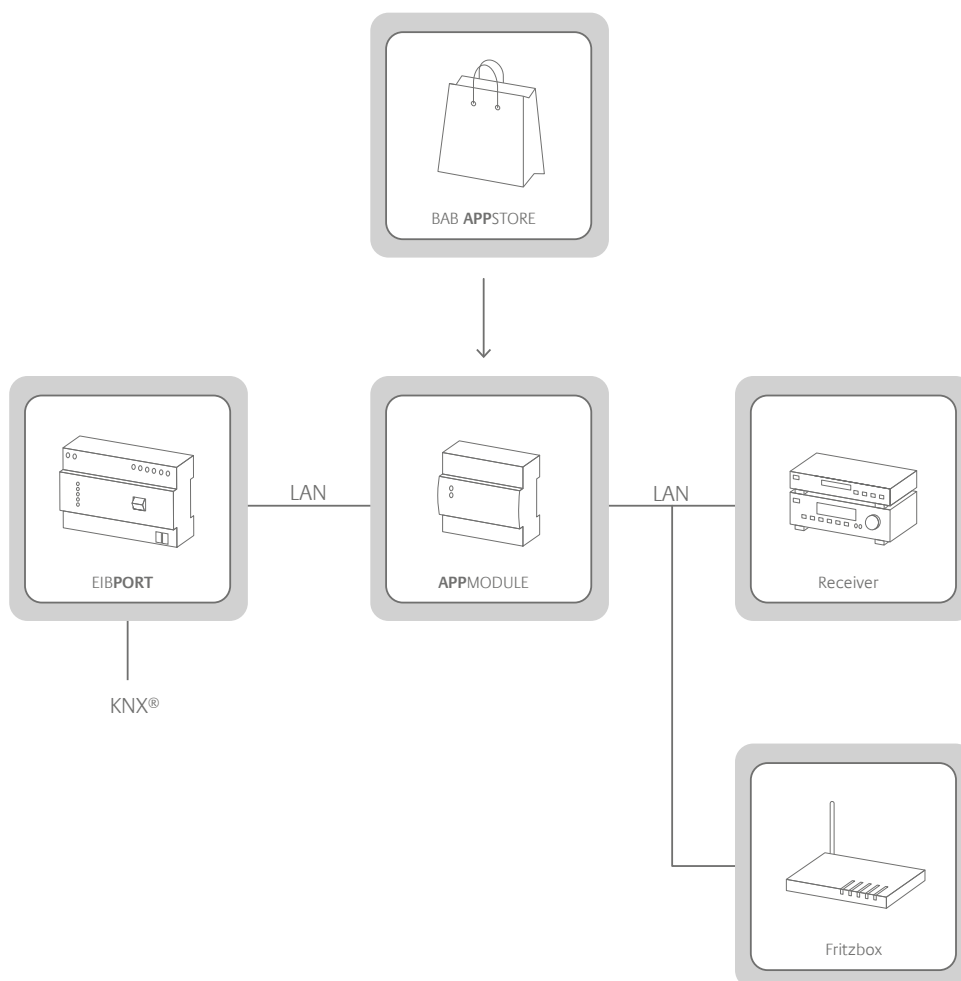 BAB APPSTORE
LAN
LAN
EIBPORT
APPMODULE
Receiver
KNX®
Fritzbox